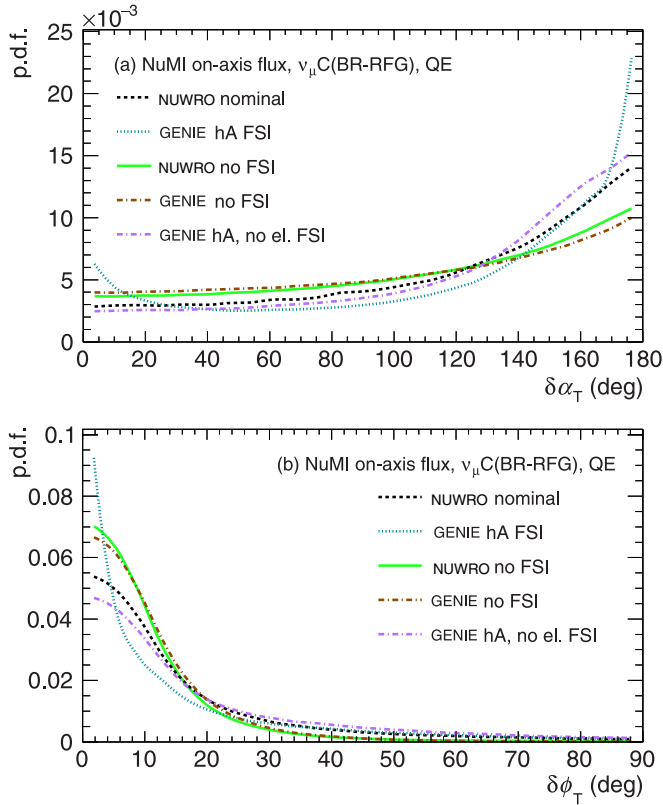 ×10⁻³
p.d.f.
25
20
15
10
5
0
(a) NuMI on-axis flux, νμC(BR-RFG), QE
NUWRO nominal
GENIE hA FSI
NUWRO no FSI
GENIE no FSI
GENIE hA, no el. FSI
0 20 40 60 80 100 120 140 160 180
δαT (deg)
p.d.f.
0.1
0.08
0.06
0.04
0.02
0
(b) NuMI on-axis flux, νμC(BR-RFG), QE
NUWRO nominal
GENIE hA FSI
NUWRO no FSI
GENIE no FSI
GENIE hA, no el. FSI
0 10 20 30 40 50 60 70 80 90
δϕT (deg)